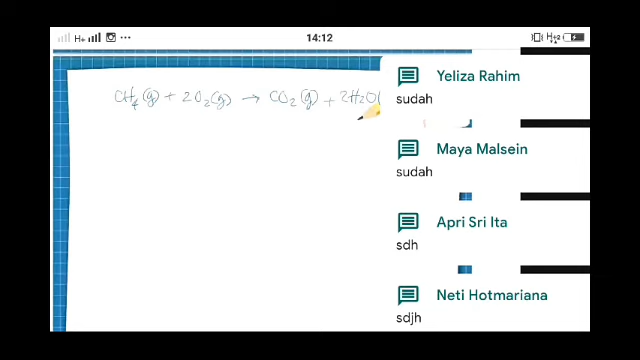 H+ ... 14:12 H+
CH₄(g) + 2O₂(g) → CO₂(g) + 2H₂O(
Yeliza Rahim
sudah
Maya Malsein
sudah
Apri Sri Ita
sdh
Neti Hotmariana
sdjh